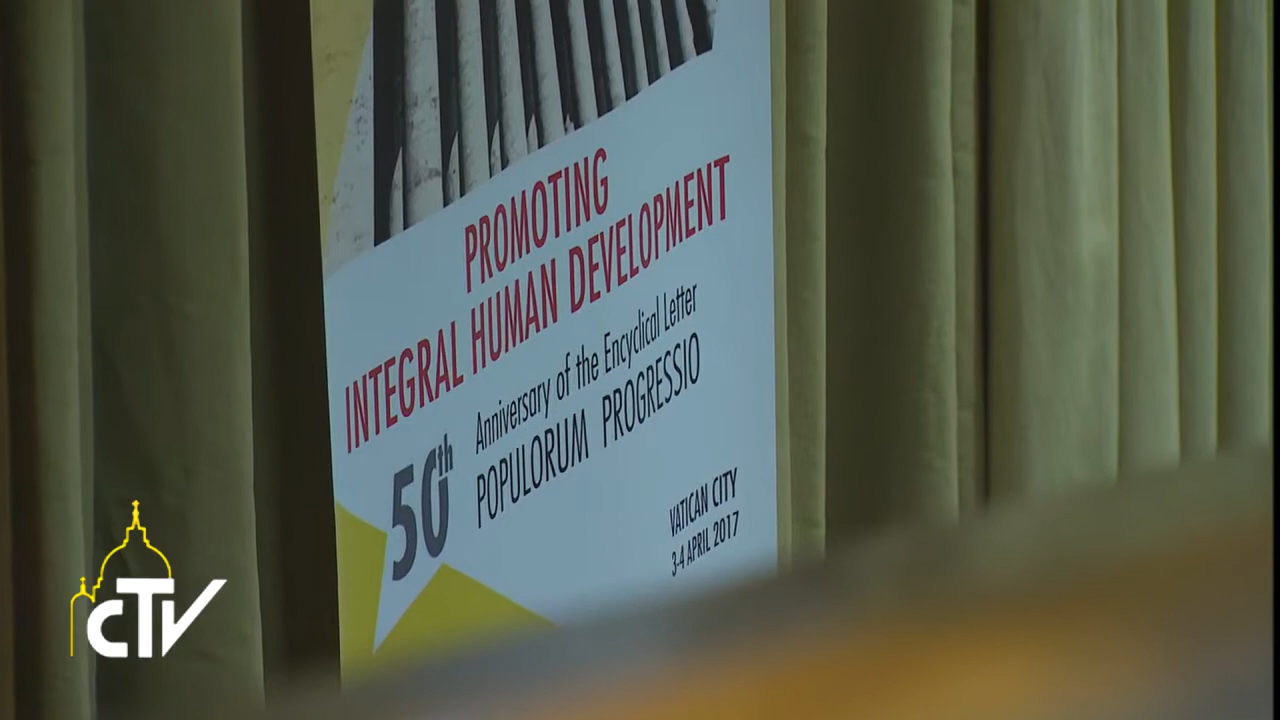 PROMOTING
INTEGRAL HUMAN DEVELOPMENT
50th
Anniversary of the Encyclical Letter
POPULORUM PROGRESSIO
VATICAN CITY
3-4 APRIL 2017
CTV